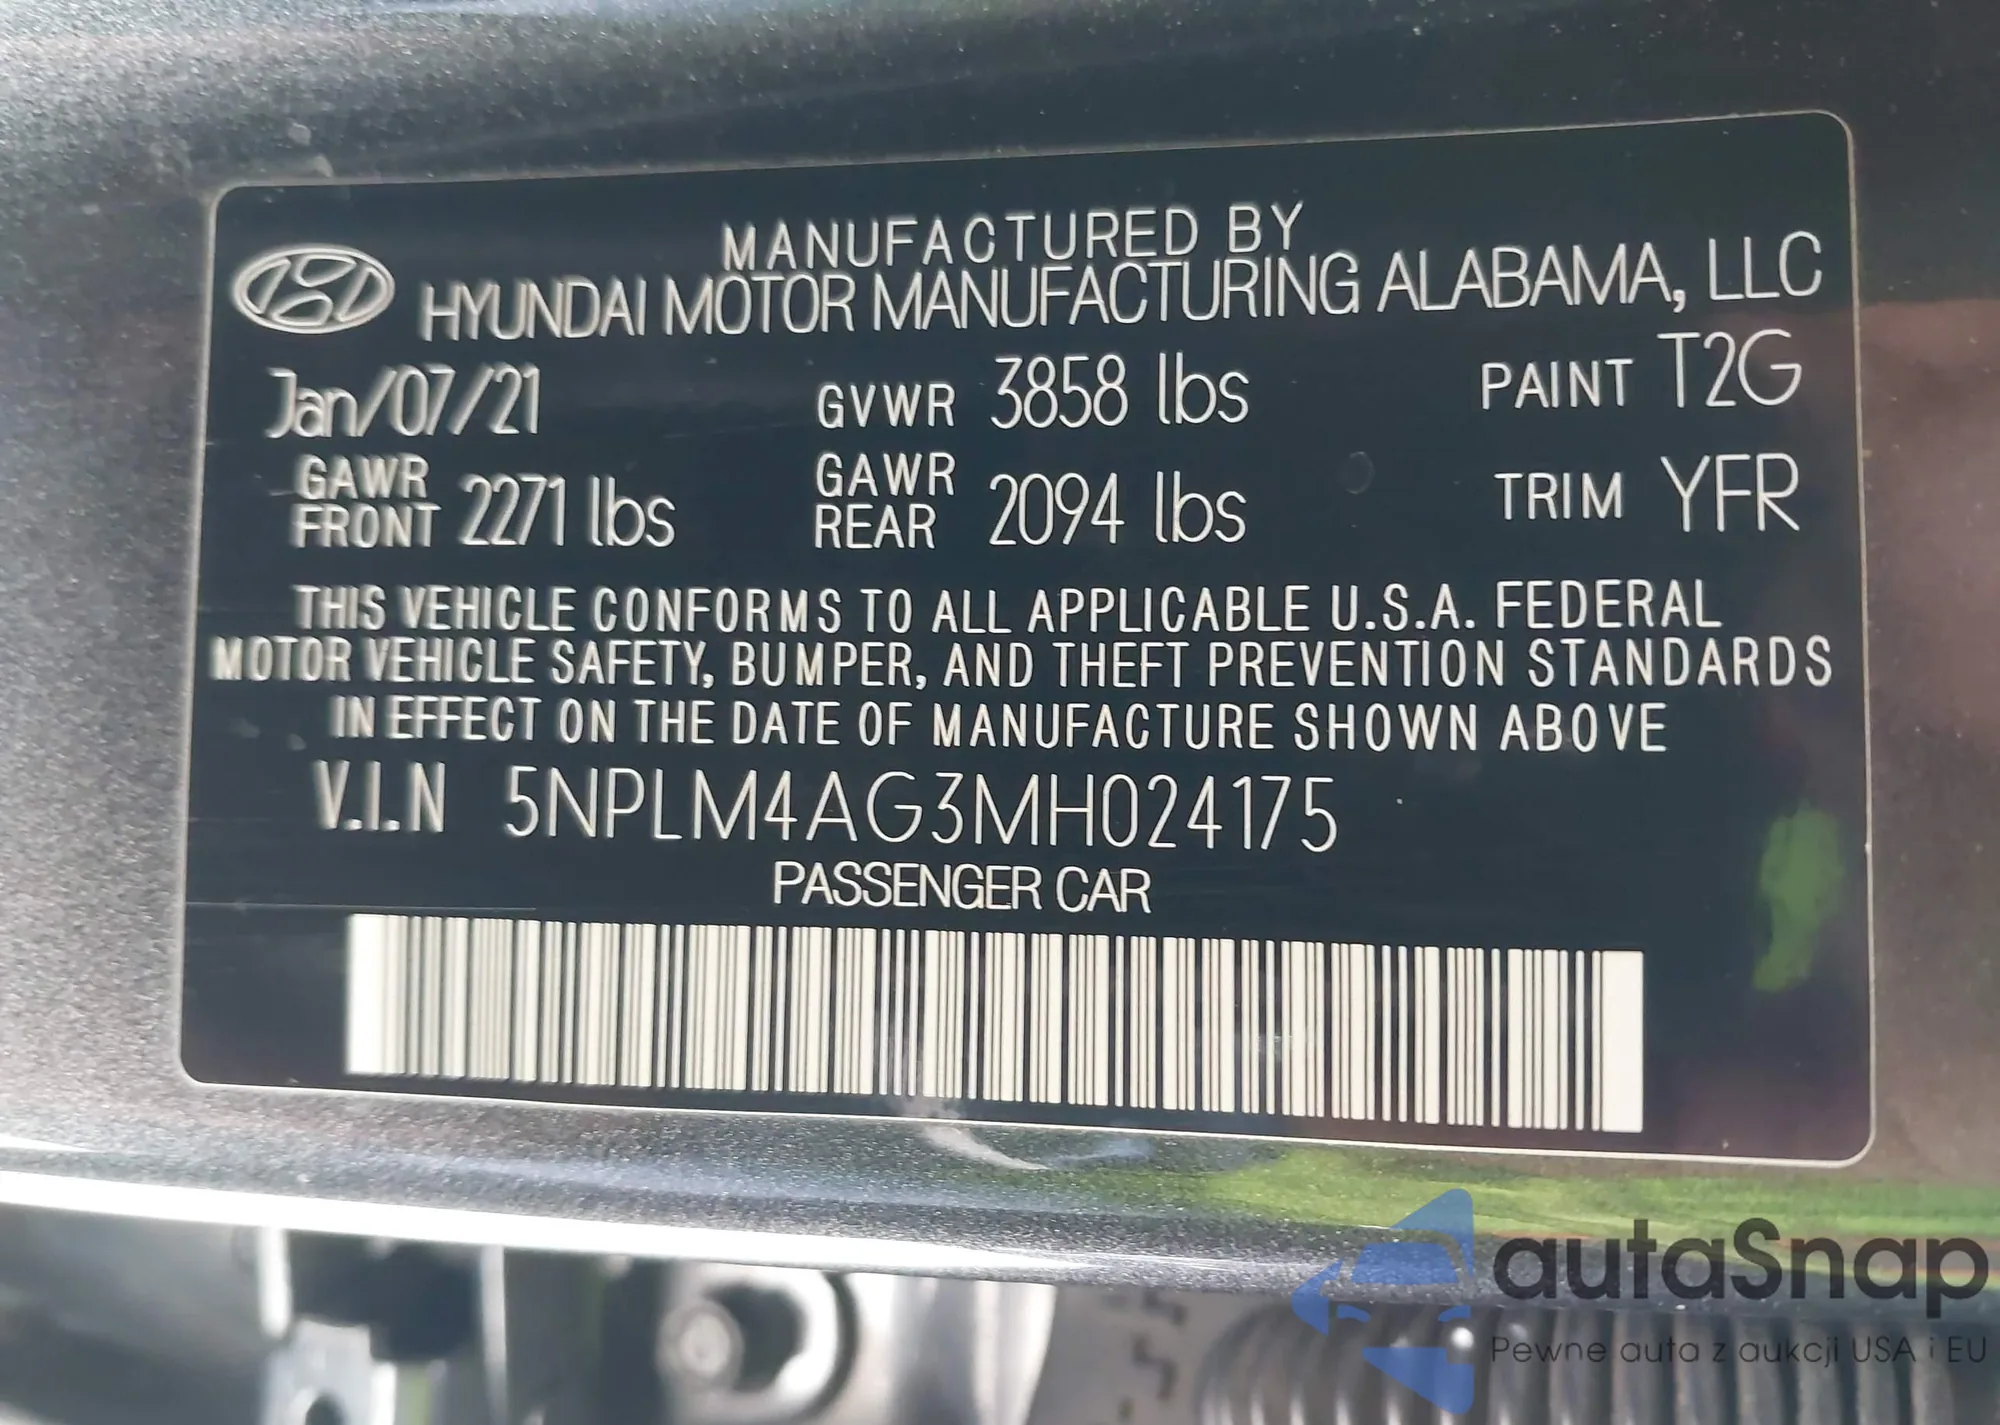 MANUFACTURED BY
HYUNDAI MOTOR MANUFACTURING ALABAMA, LLC
Jan/07/21 GVWR 3858 lbs PAINT T2G
GAWR FRONT 2271 lbs GAWR REAR 2094 lbs TRIM YFR
THIS VEHICLE CONFORMS TO ALL APPLICABLE U.S.A. FEDERAL
MOTOR VEHICLE SAFETY, BUMPER, AND THEFT PREVENTION STANDARDS
IN EFFECT ON THE DATE OF MANUFACTURE SHOWN ABOVE
V.I.N 5NPLM4AG3MH024175
PASSENGER CAR
autaSnap
Pewne auta z aukcji USA i EU